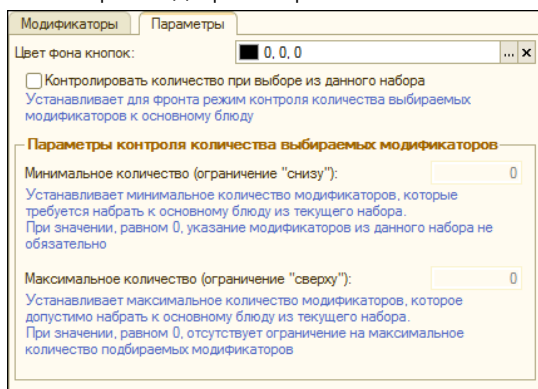 Модификаторы Параметры
Цвет фона кнопок: 0, 0, 0 ... ×
Контролировать количество при выборе из данного набора
Устанавливает для фронта режим контроля количества выбираемых
модификаторов к основному блюду
Параметры контроля количества выбираемых модификаторов
Минимальное количество (ограничение "снизу"): 0
Устанавливает минимальное количество модификаторов, которые
требуется набрать к основному блюду из текущего набора.
При значении, равном 0, указание модификаторов из данного набора не
обязательно
Максимальное количество (ограничение "сверху"): 0
Устанавливает максимальное количество модификаторов, которое
допустимо набрать к основному блюду из текущего набора.
При значении, равном 0, отсутствует ограничение на максимальное
количество подбираемых модификаторов